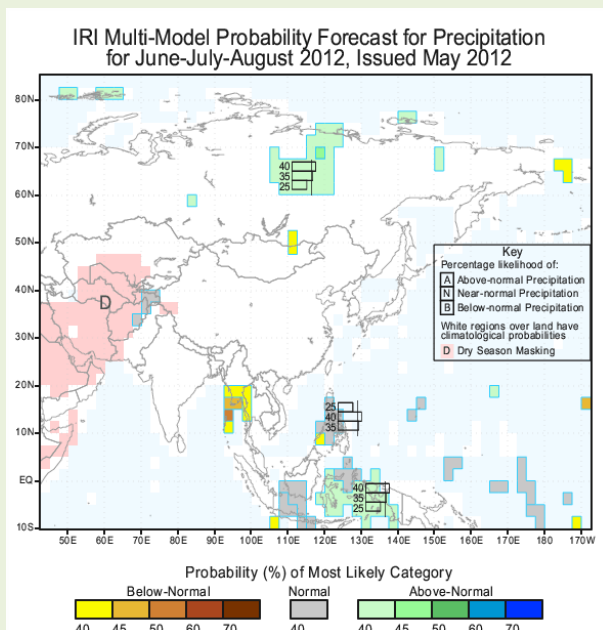 IRI Multi-Model Probability Forecast for Precipitation
for June-July-August 2012, Issued May 2012
80N
70N
60N
50N
40N
30N
20N
10N
EQ
10S
40
35
25
D
25
40
35
40
35
25
Key
Percentage likelihood of:
A Above-normal Precipitation
N Near-normal Precipitation
B Below-normal Precipitation
White regions over land have
climatological probabilities
D Dry Season Masking
50E 60E 70E 80E 90E 100E 110E 120E 130E 140E 150E 160E 170E 180 170W
Probability (%) of Most Likely Category
Below-Normal Normal Above-Normal
40 45 50 60 70 40 40 45 50 60 70